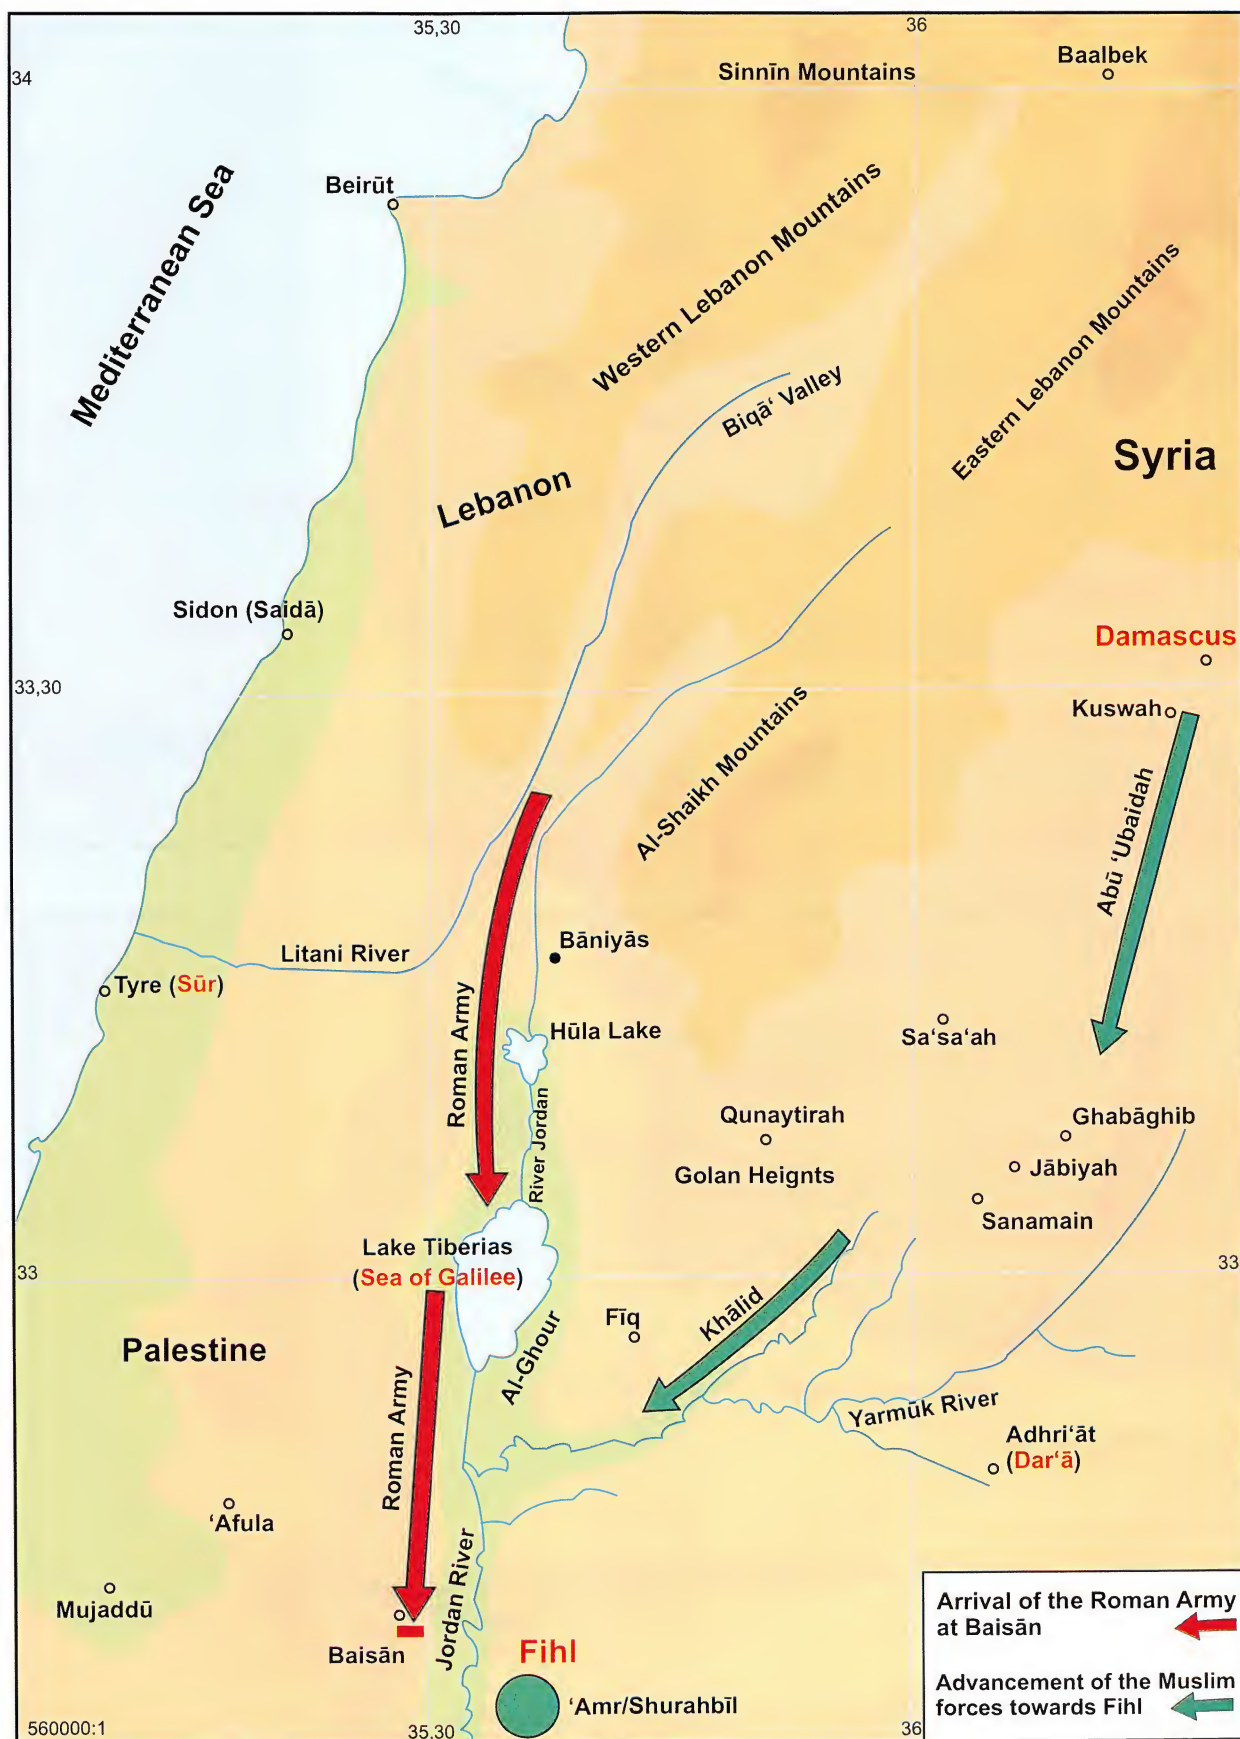 35,30
36
34
Sinnīn Mountains
Baalbek
Beirūt
Mediterranean Sea
Western Lebanon Mountains
Eastern Lebanon Mountains
Biqā‘ Valley
Syria
Lebanon
Sidon (Saidā)
Damascus
33,30
Kuswah
Al-Shaikh Mountains
Abū ‘Ubaidah
Bāniyās
Litani River
Tyre (Sūr)
Roman Army
Hūla Lake
Sa‘sa‘ah
River Jordan
Qunaytirah
Ghabāghib
Golan Heignts
Jābiyah
Sanamain
Lake Tiberias
(Sea of Galilee)
33
33
Khālid
Fīq
Palestine
Al-Ghour
Roman Army
Yarmūk River
Adhri‘āt
(Dar‘ā)
‘Afula
Jordan River
Mujaddū
Baisān
Fihl
‘Amr/Shurahbīl
Arrival of the Roman Army
at Baisān
Advancement of the Muslim
forces towards Fihl
560000:1
35,30
36